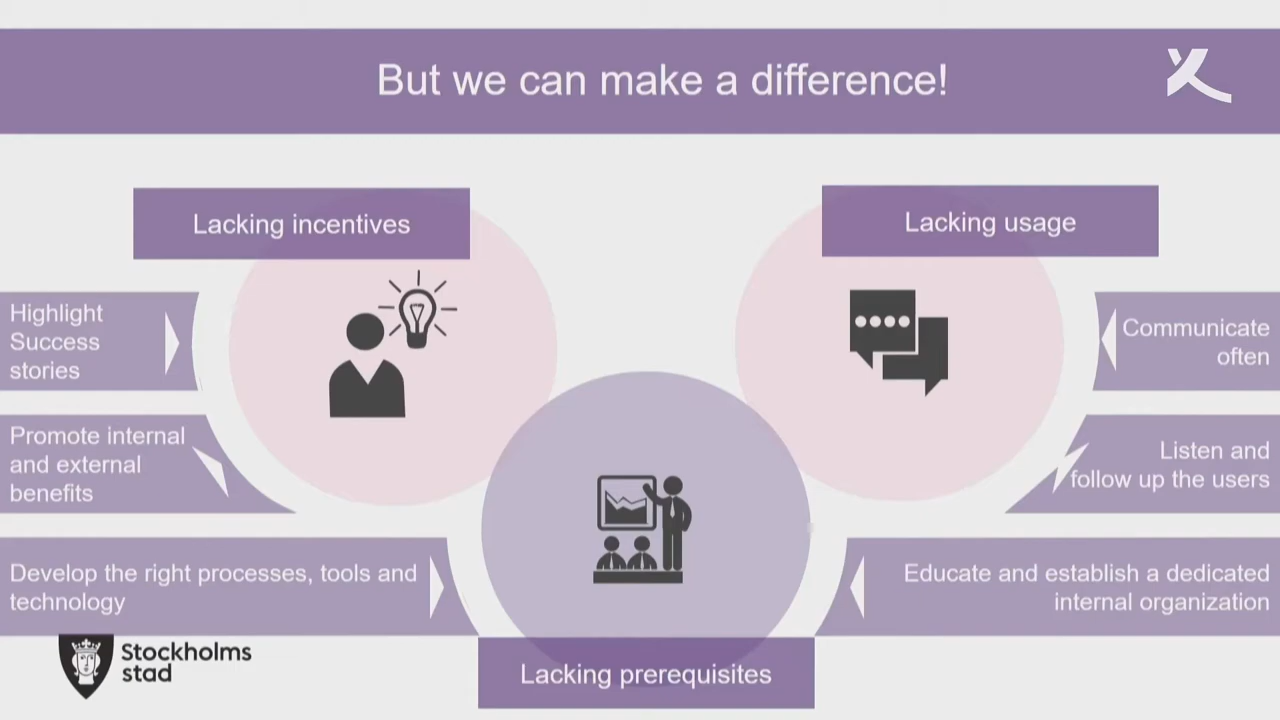 But we can make a difference!
Lacking incentives
Lacking usage
Highlight
Success
stories
Communicate
often
Promote internal
and external
benefits
Listen and
follow up the users
Develop the right processes, tools and
technology
Educate and establish a dedicated
internal organization
Stockholms
stad
Lacking prerequisites